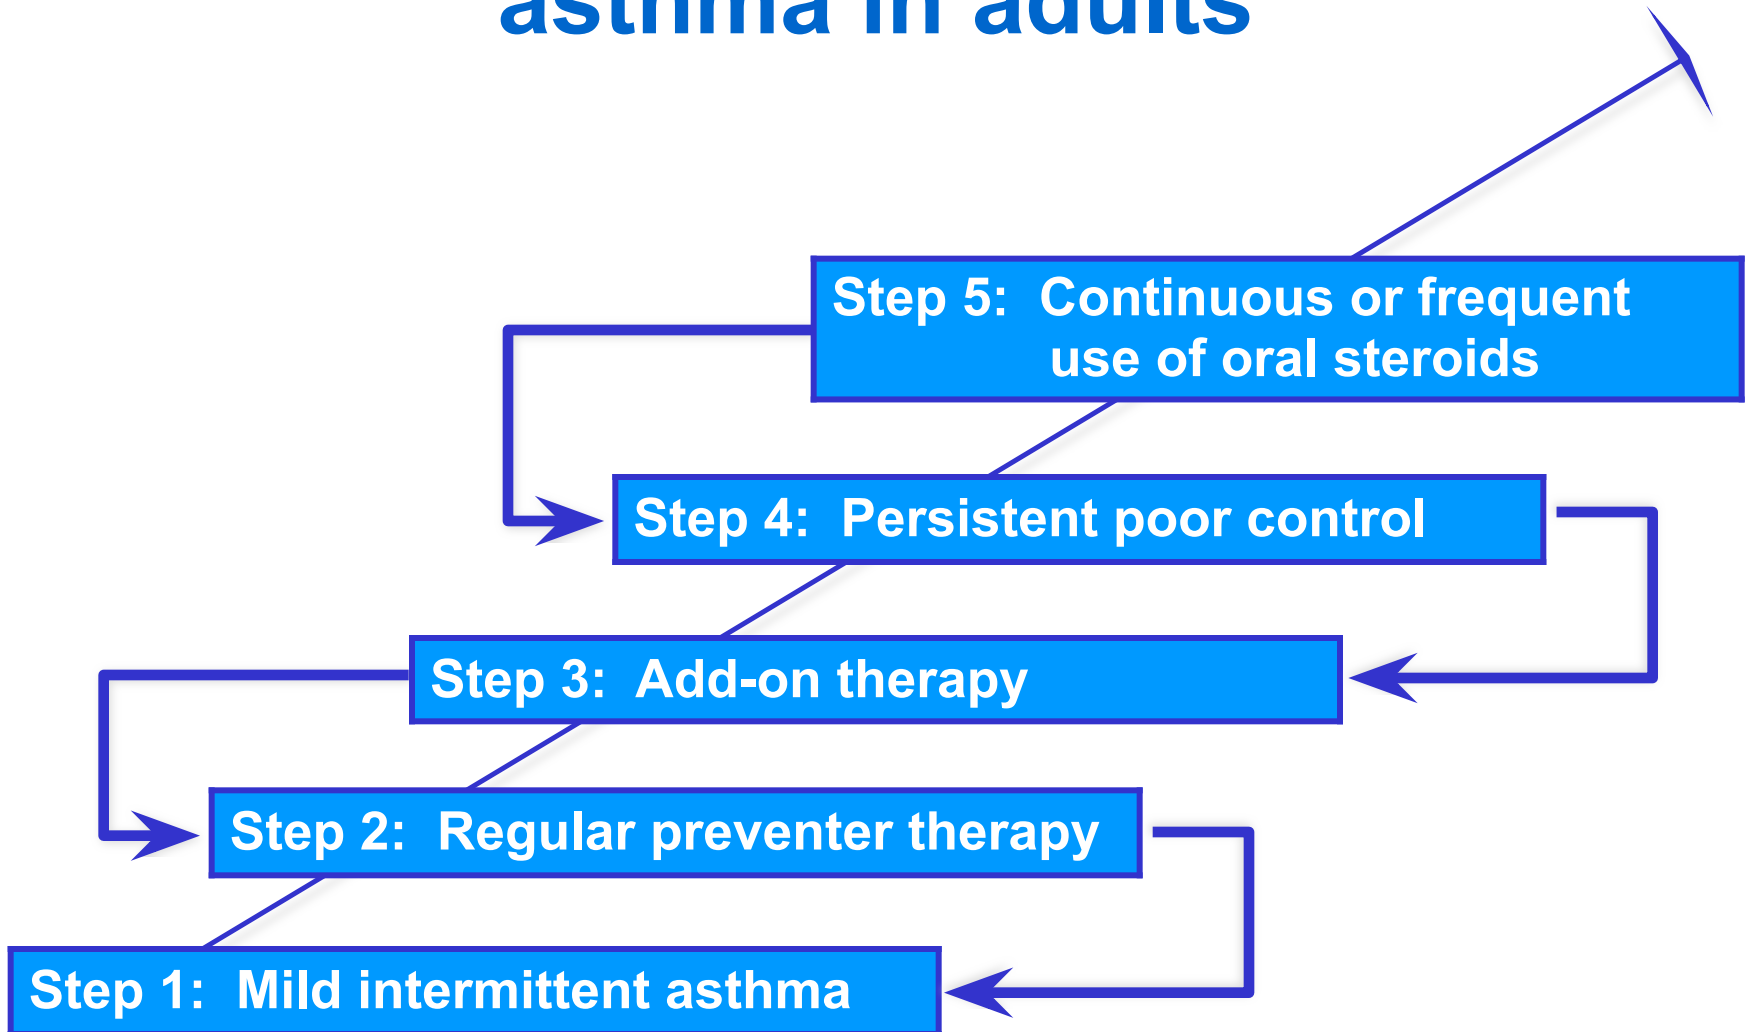 asthma in adults
Step 5: Continuous or frequent
use of oral steroids
Step 4: Persistent poor control
Step 3: Add-on therapy
Step 2: Regular preventer therapy
Step 1: Mild intermittent asthma